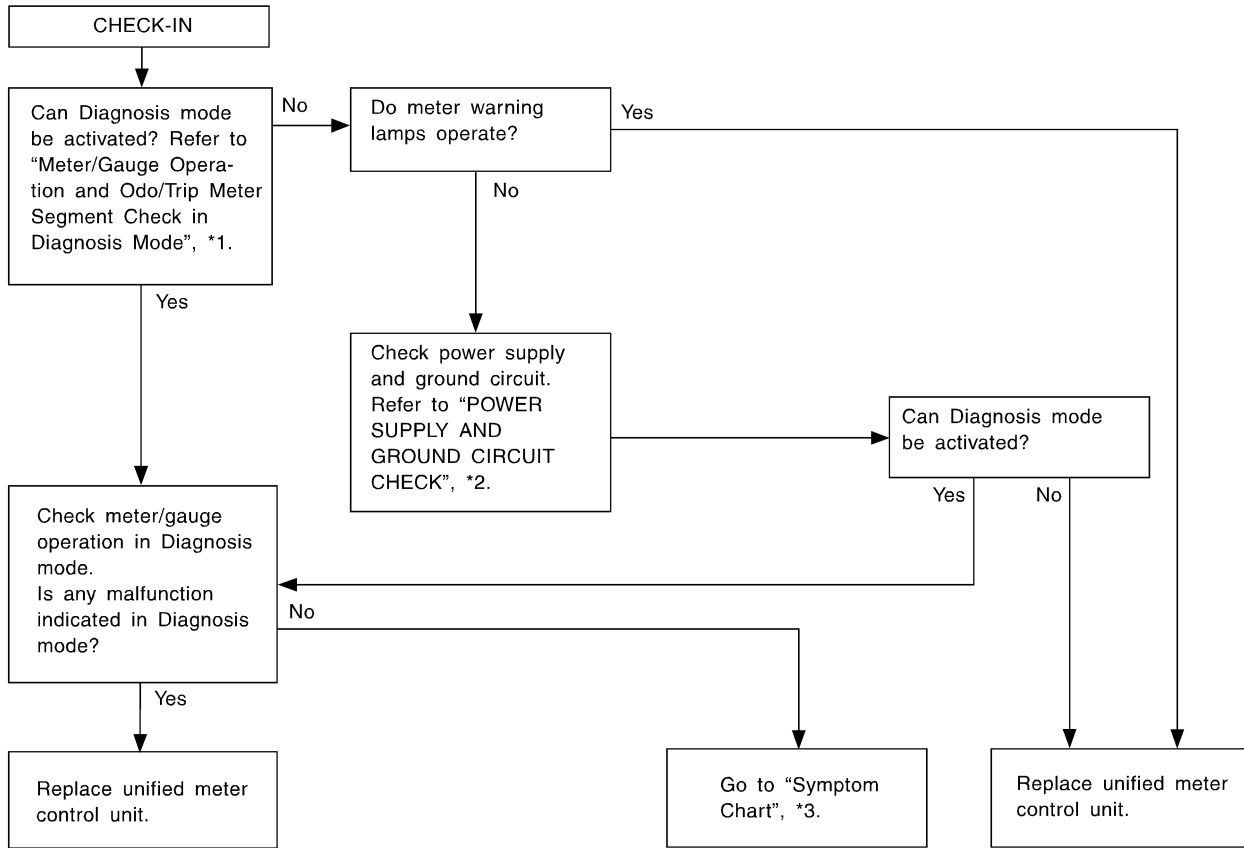 CHECK-IN
Can Diagnosis mode
be activated? Refer to
“Meter/Gauge Opera-
tion and Odo/Trip Meter
Segment Check in
Diagnosis Mode”, *1.
No
Do meter warning
lamps operate?
Yes
No
Yes
Check power supply
and ground circuit.
Refer to “POWER
SUPPLY AND
GROUND CIRCUIT
CHECK”, *2.
Can Diagnosis mode
be activated?
Yes
No
Check meter/gauge
operation in Diagnosis
mode.
Is any malfunction
indicated in Diagnosis
mode?
No
Yes
Replace unified meter
control unit.
Go to “Symptom
Chart”, *3.
Replace unified meter
control unit.